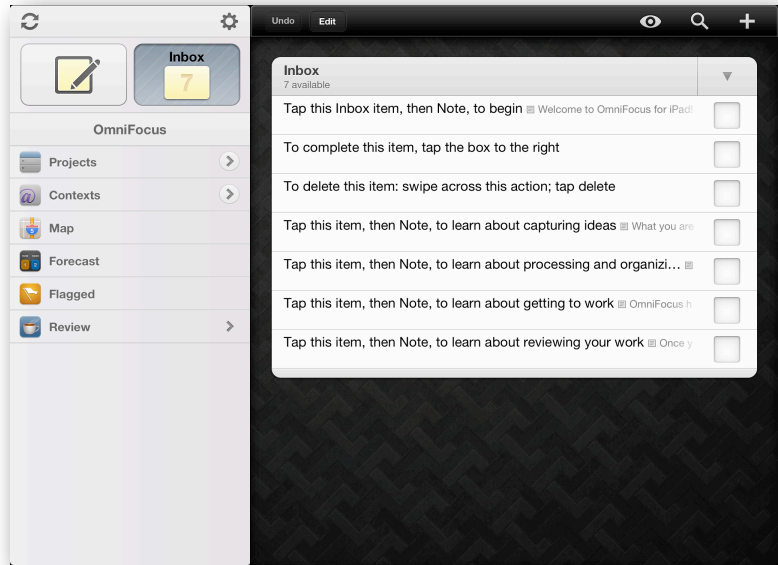 Undo
Edit
Inbox
7
OmniFocus
Projects
Contexts
Map
Forecast
Flagged
Review
Inbox
7 available
Tap this Inbox item, then Note, to begin Welcome to OmniFocus for iPad!
To complete this item, tap the box to the right
To delete this item: swipe across this action; tap delete
Tap this item, then Note, to learn about capturing ideas What you are
Tap this item, then Note, to learn about processing and organizi…
Tap this item, then Note, to learn about getting to work OmniFocus h
Tap this item, then Note, to learn about reviewing your work Once y